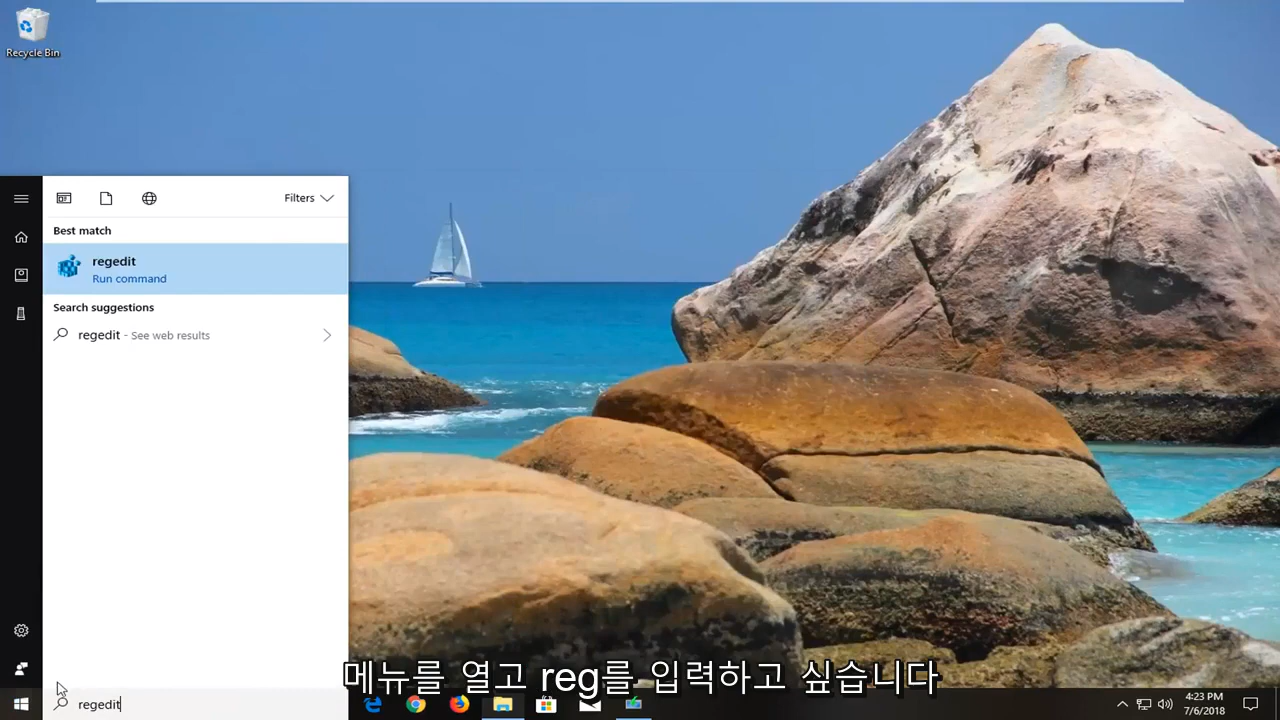 Recycle Bin
Filters
Best match
regedit
Run command
Search suggestions
regedit - See web results
메뉴를 열고 reg를 입력하고 싶습니다
regedit
4:23 PM
7/6/2018